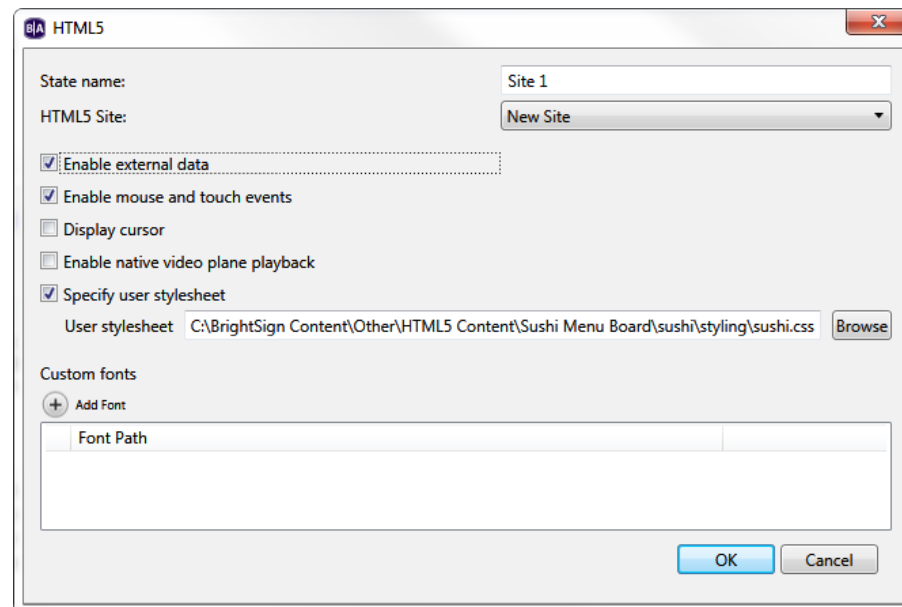 B|A HTML5
State name: Site 1
HTML5 Site: New Site
Enable external data
Enable mouse and touch events
Display cursor
Enable native video plane playback
Specify user stylesheet
User stylesheet C:\BrightSign Content\Other\HTML5 Content\Sushi Menu Board\sushi\styling\sushi.css Browse
Custom fonts
Add Font
Font Path
OK Cancel